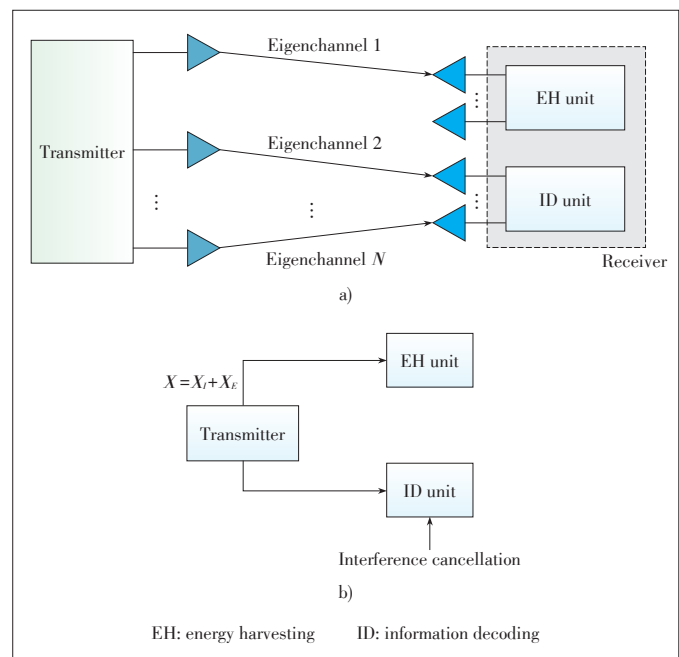 Eigenchannel 1
EH unit
Transmitter
Eigenchannel 2
ID unit
Eigenchannel N
Receiver
a)
EH unit
X=X_I+X_E
Transmitter
ID unit
Interference cancellation
b)
EH: energy harvesting ID: information decoding